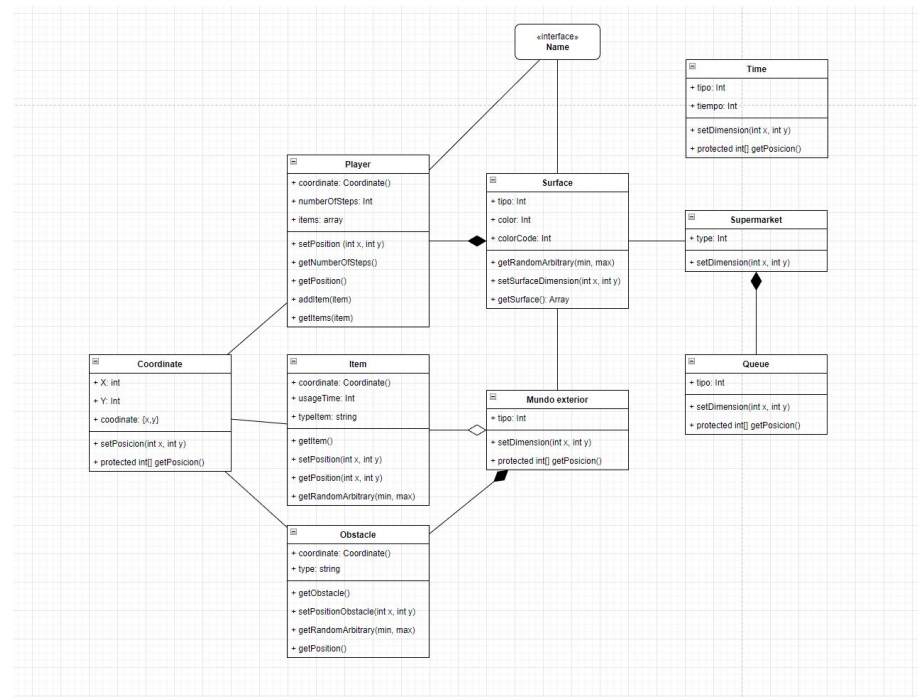 «interface»
Name
Time
+ tipo: Int
+ tiempo: Int
+ setDimension(int x, int y)
+ protected int[] getPosicion()
Player
+ coordinate: Coordinate()
+ numberOfSteps: Int
+ items: array
+ setPosition (int x, int y)
+ getNumberOfSteps()
+ getPosition()
+ addItem(item)
+ getItems(item)
Surface
+ tipo: Int
+ color: Int
+ colorCode: Int
+ getRandomArbitrary(min, max)
+ setSurfaceDimension(int x, int y)
+ getSurface(): Array
Supermarket
+ type: Int
+ setDimension(int x, int y)
Coordinate
+ X: int
+ Y: Int
+ coodinate: {x,y}
+ setPosicion(int x, int y)
+ protected int[] getPosicion()
Item
+ coordinate: Coordinate()
+ usageTime: Int
+ typeItem: string
+ getItem()
+ setPosition(int x, int y)
+ getPosition(int x, int y)
+ getRandomArbitrary(min, max)
Mundo exterior
+ tipo: Int
+ setDimension(int x, int y)
+ protected int[] getPosicion()
Queue
+ tipo: Int
+ setDimension(int x, int y)
+ protected int[] getPosicion()
Obstacle
+ coordinate: Coordinate()
+ type: string
+ getObstacle()
+ setPositionObstacle(int x, int y)
+ getRandomArbitrary(min, max)
+ getPosition()